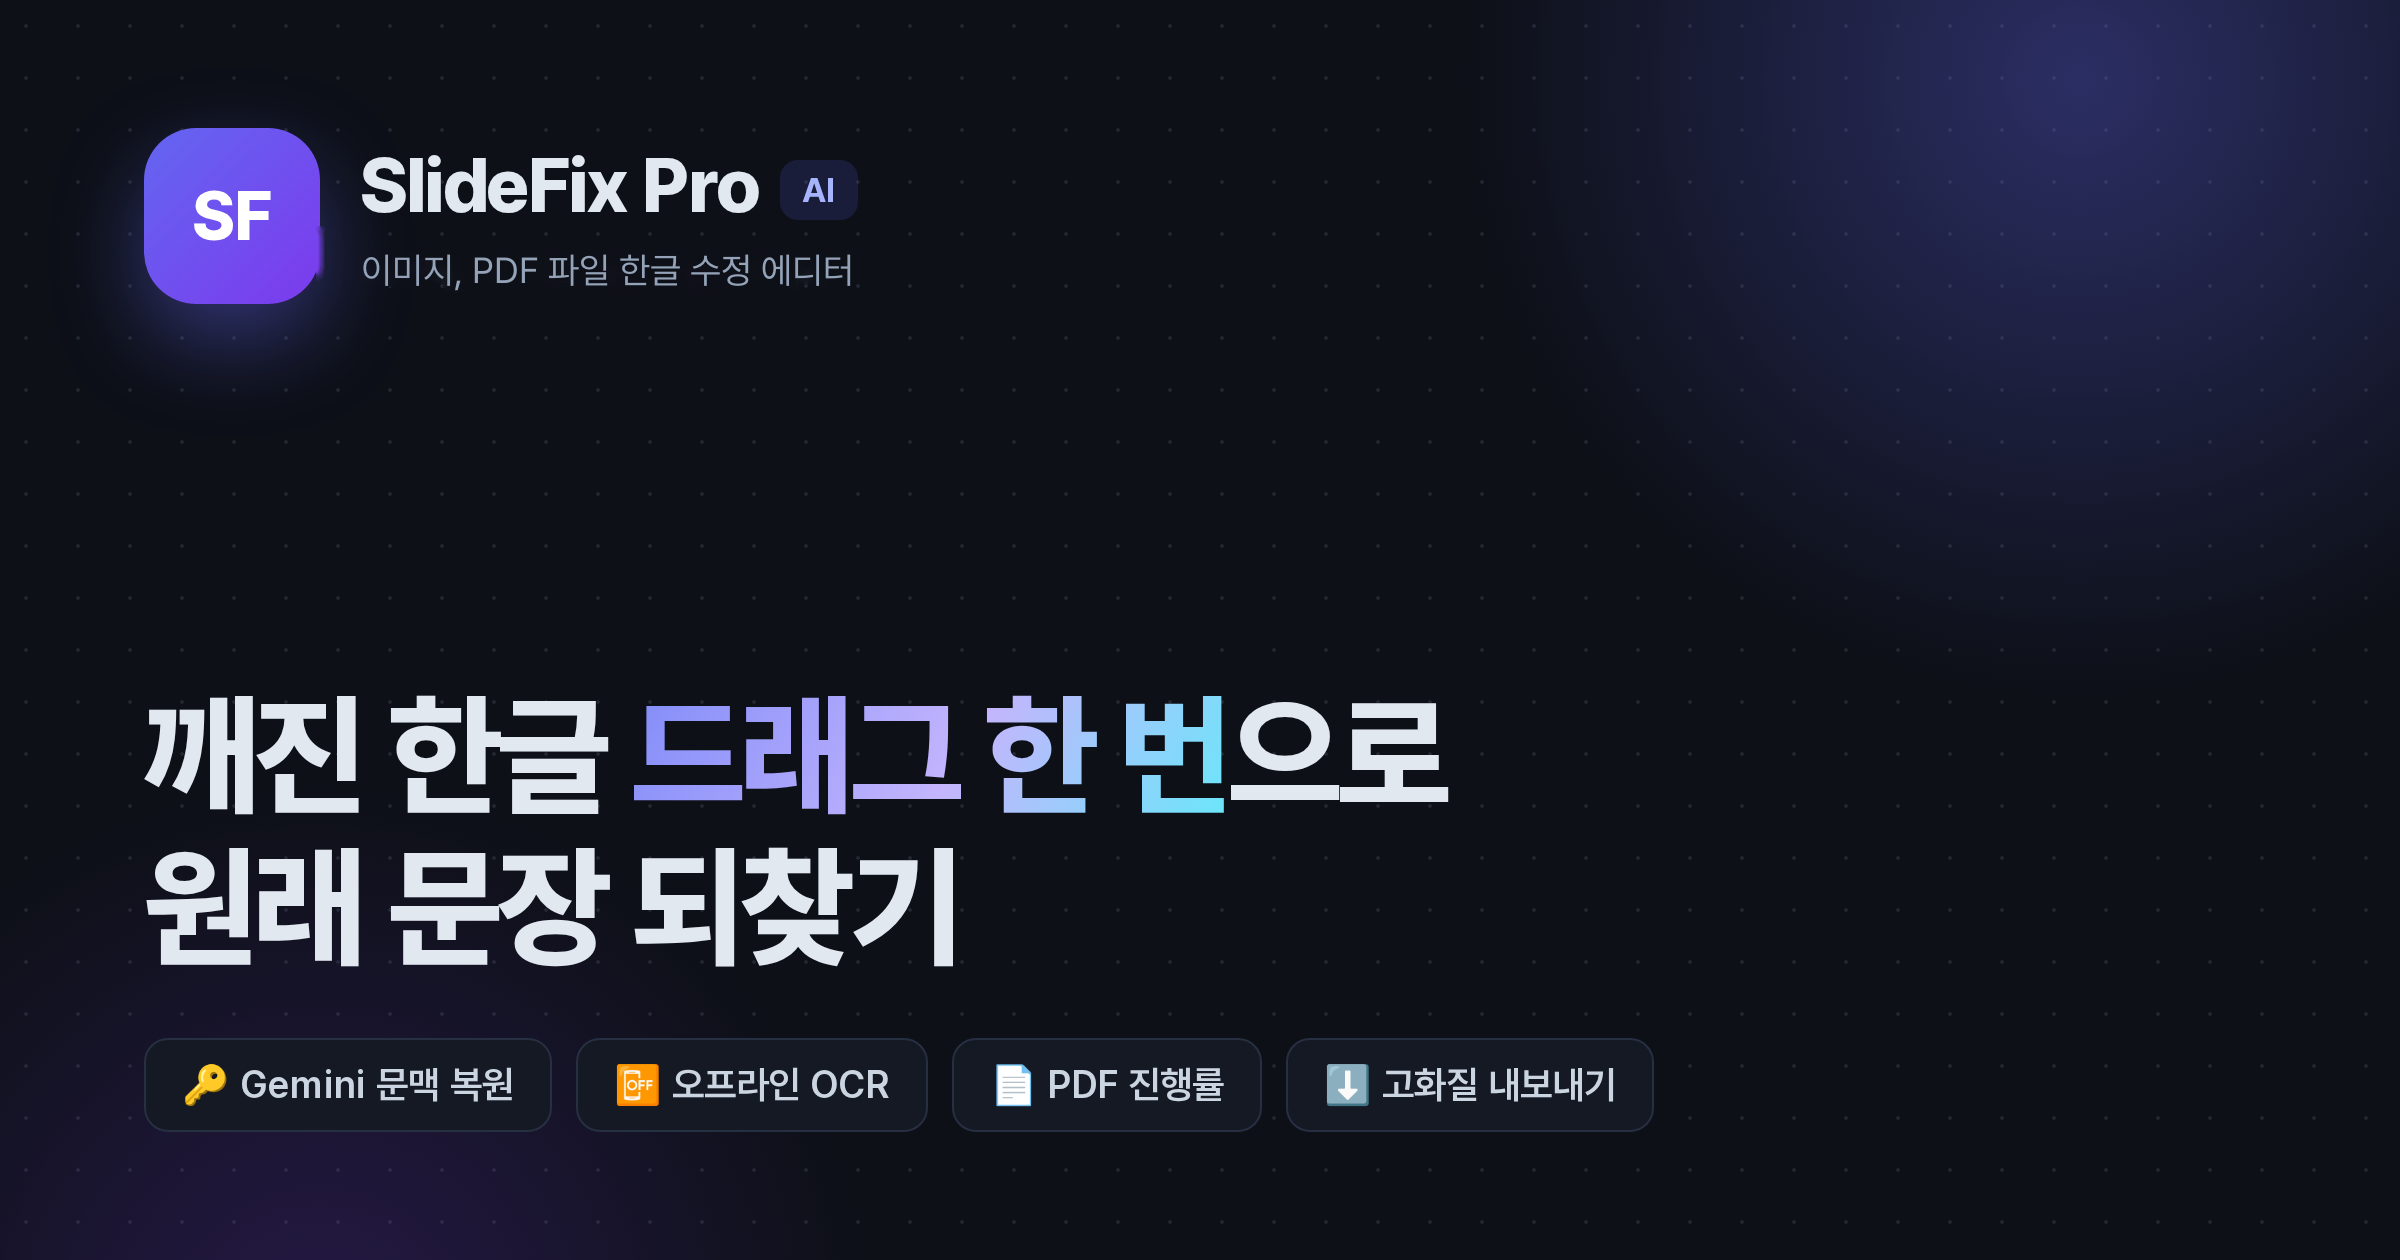 SF
SlideFix Pro AI
이미지, PDF 파일 한글 수정 에디터
깨진 한글 드래그 한 번으로
원래 문장 되찾기
🔑 Gemini 문맥 복원
📴 오프라인 OCR
📄 PDF 진행률
⬇️ 고화질 내보내기